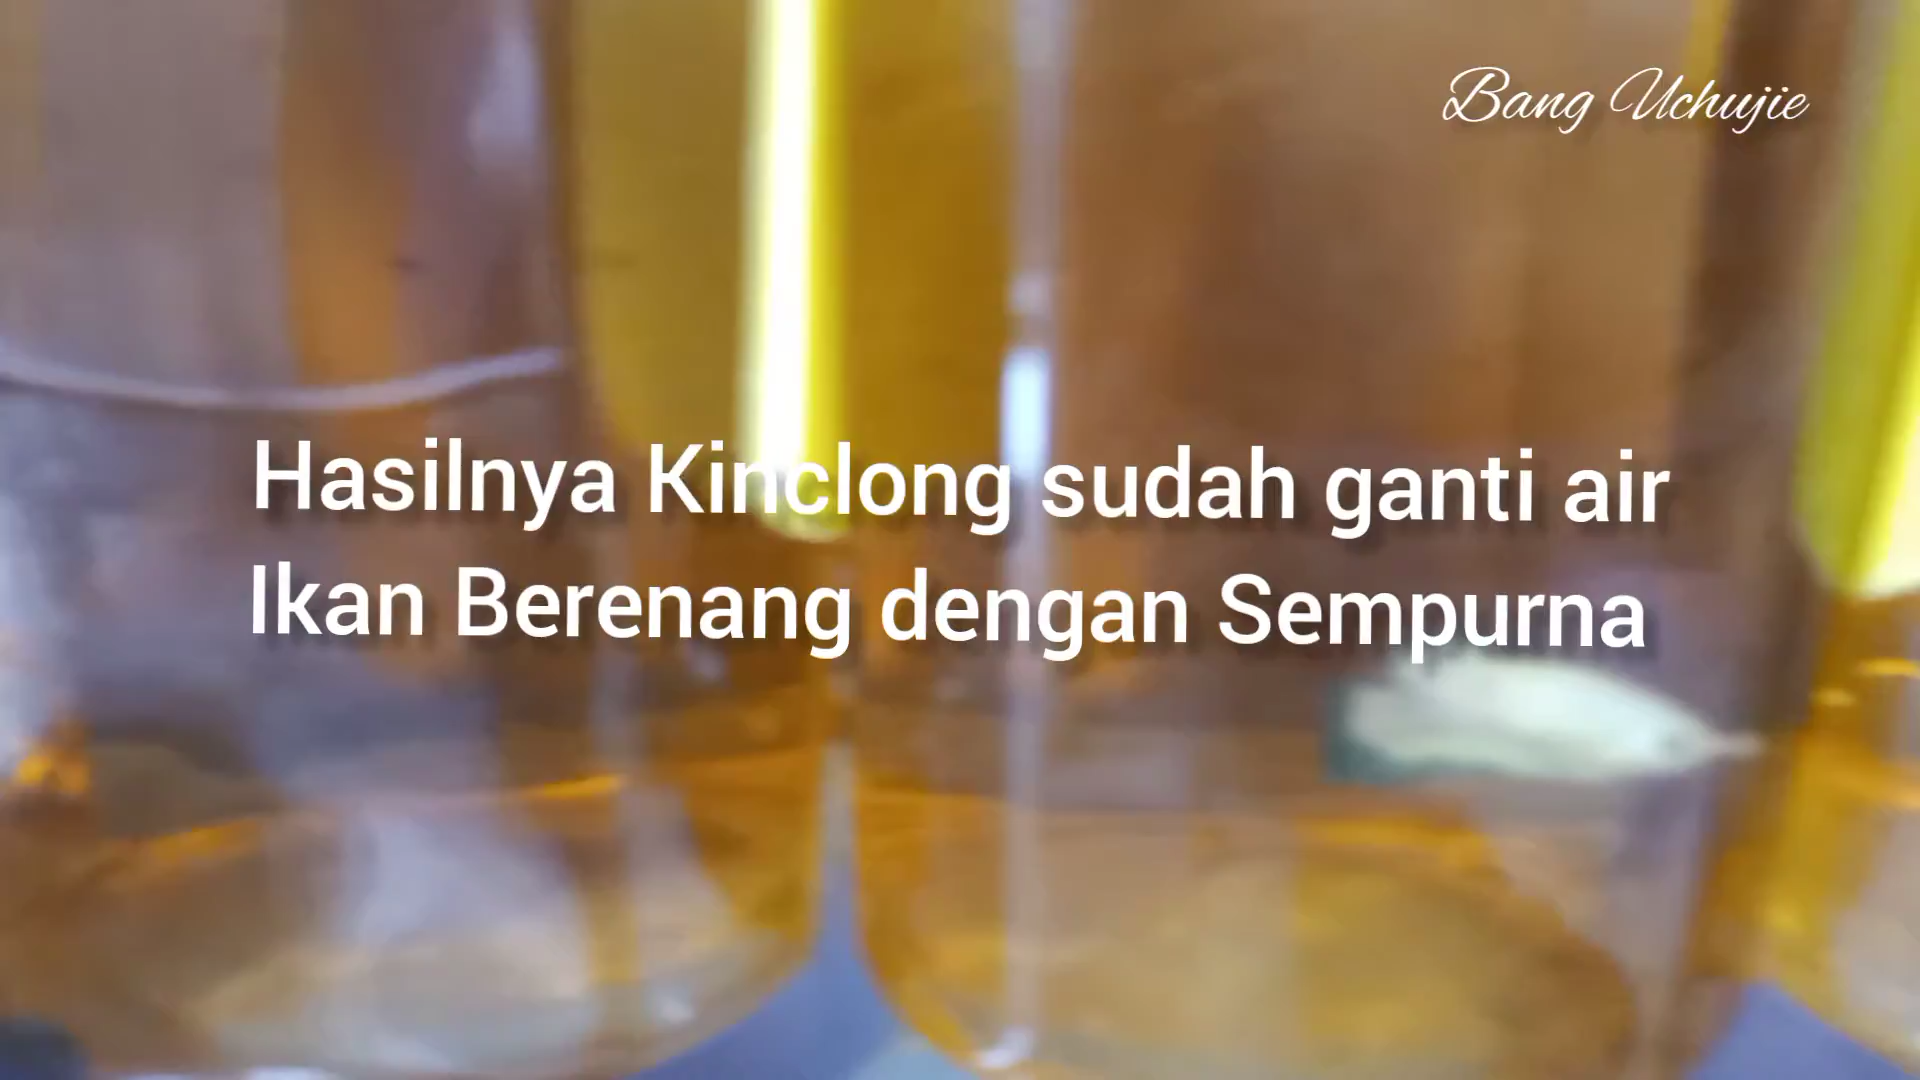 Bang Uchujie
Hasilnya Kinclong sudah ganti air
Ikan Berenang dengan Sempurna